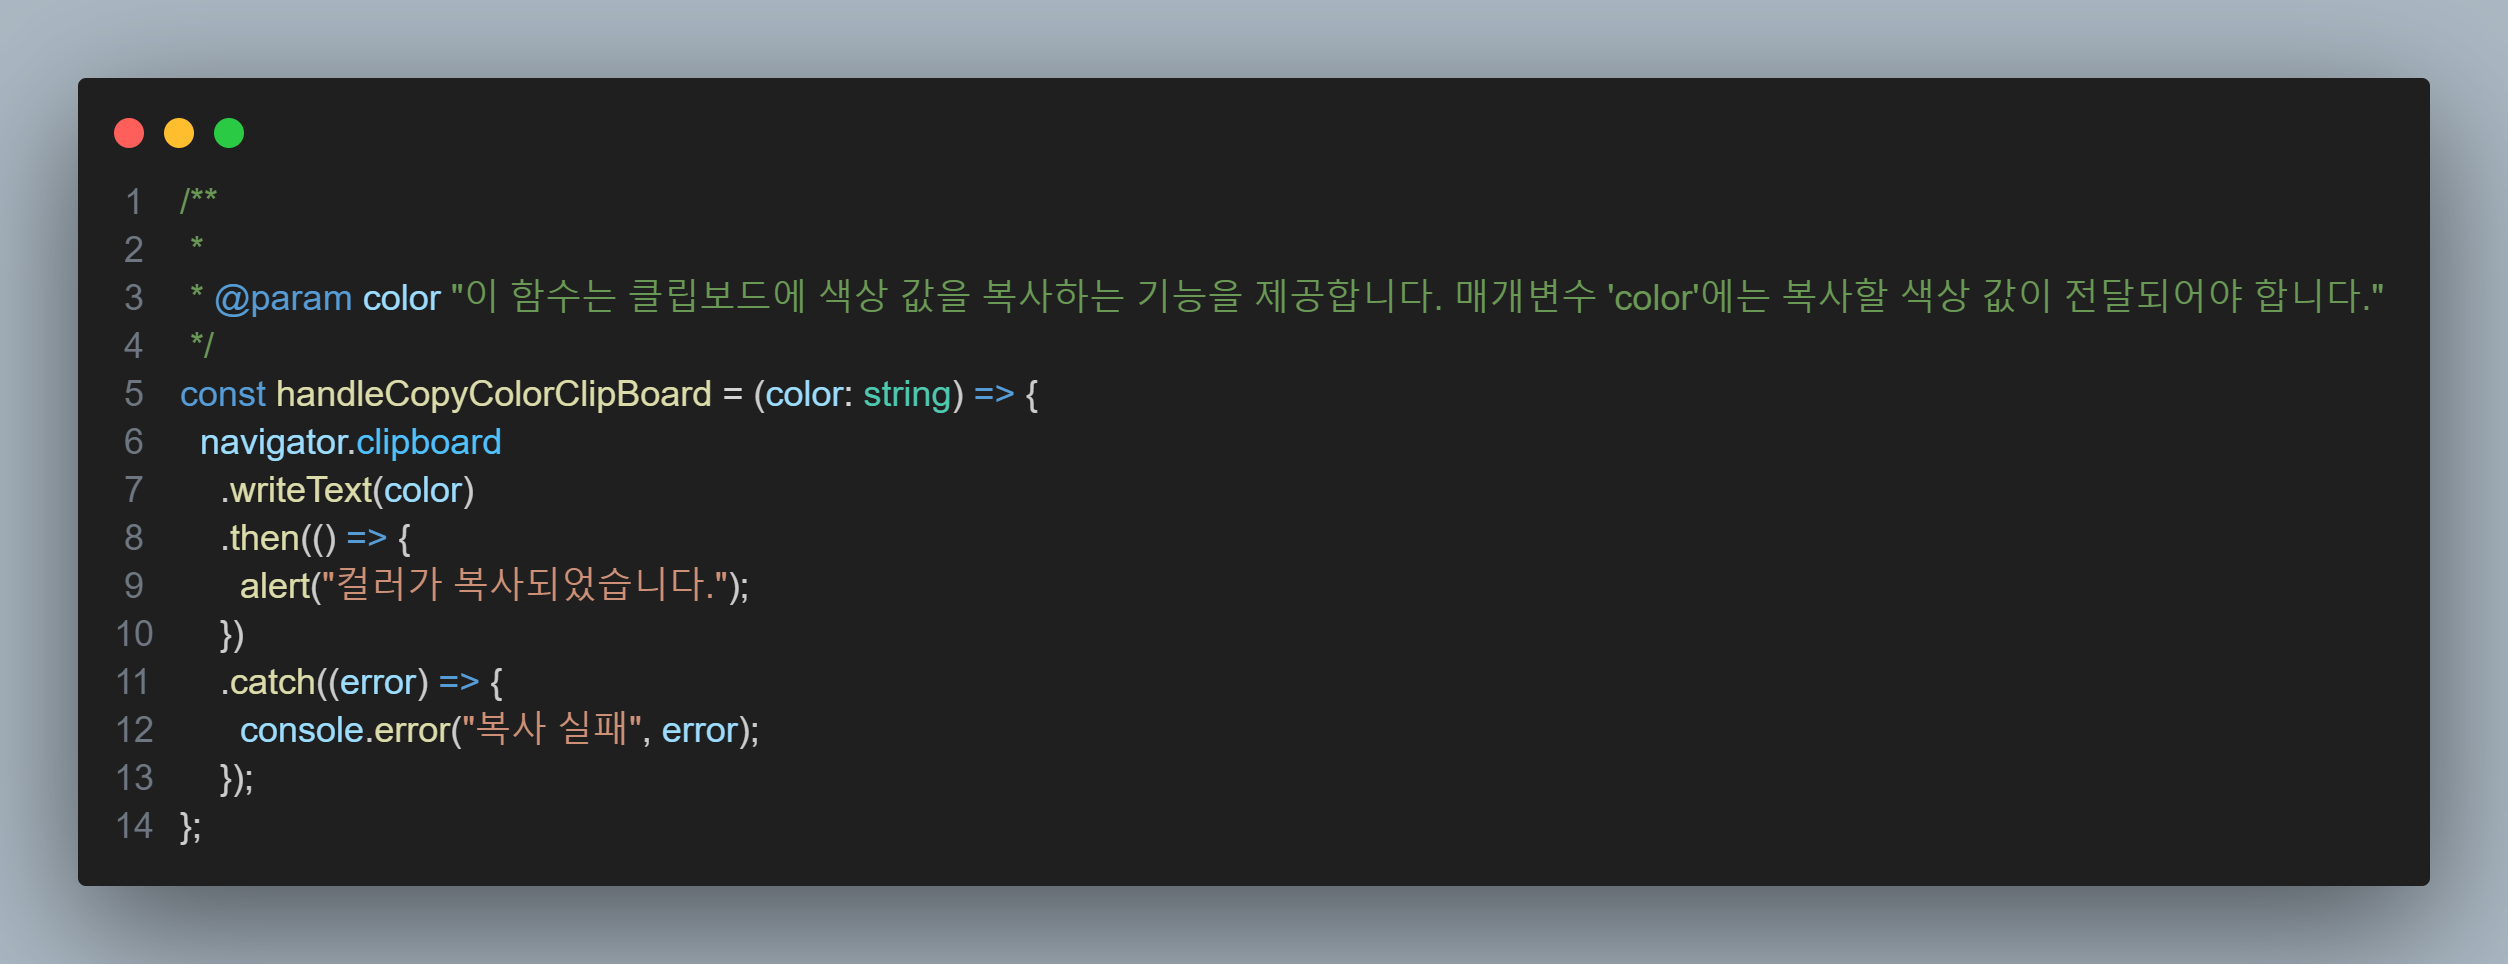 1 /**
2  *
3  * @param color "이 함수는 클립보드에 색상 값을 복사하는 기능을 제공합니다. 매개변수 'color'에는 복사할 색상 값이 전달되어야 합니다."
4  */
5 const handleCopyColorClipBoard = (color: string) => {
6   navigator.clipboard
7     .writeText(color)
8     .then(() => {
9       alert("컬러가 복사되었습니다.");
10     })
11     .catch((error) => {
12       console.error("복사 실패", error);
13     });
14 };